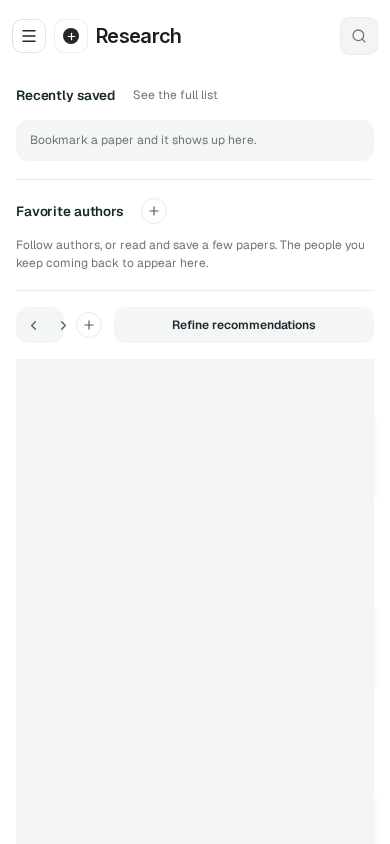 Research
Recently saved
See the full list
Bookmark a paper and it shows up here.
Favorite authors
Follow authors, or read and save a few papers. The people you
keep coming back to appear here.
Refine recommendations